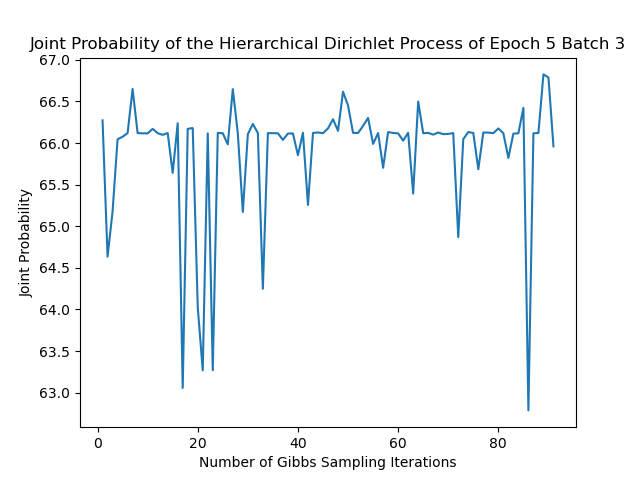 Joint Probability of the Hierarchical Dirichlet Process of Epoch 5 Batch 3
67.0
66.5
66.0
65.5
65.0
64.5
64.0
63.5
63.0
Joint Probability
0 20 40 60 80
Number of Gibbs Sampling Iterations